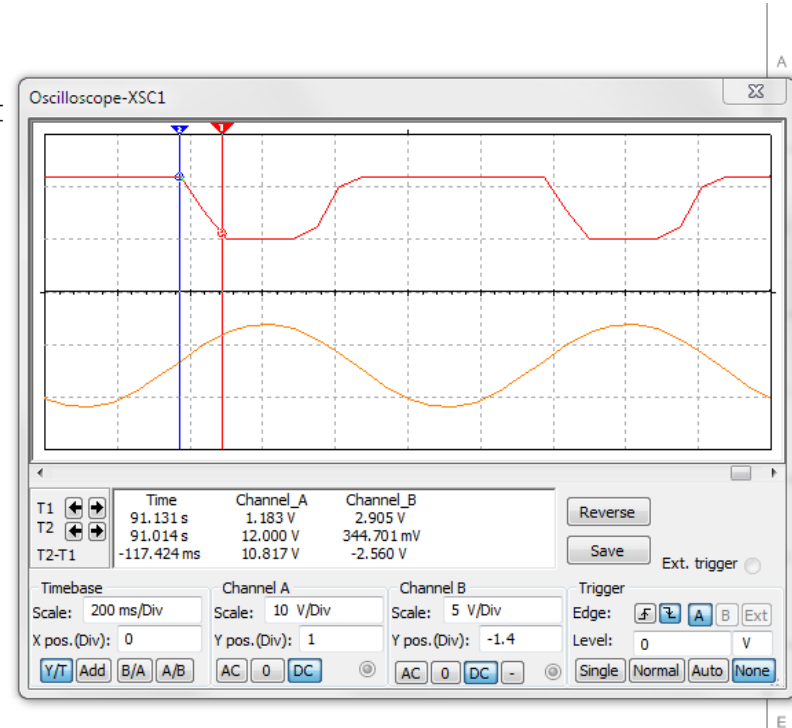 A
Oscilloscope-XSC1
2 1
T1 Time Channel_A Channel_B
91.131 s 1.183 V 2.905 V Reverse
T2 91.014 s 12.000 V 344.701 mV
T2-T1 -117.424 ms 10.817 V -2.560 V Save Ext. trigger
Timebase Channel A Channel B Trigger
Scale: 200 ms/Div Scale: 10 V/Div Scale: 5 V/Div Edge: A B Ext
X pos.(Div): 0 Y pos.(Div): 1 Y pos.(Div): -1.4 Level: 0 V
Y/T Add B/A A/B AC 0 DC AC 0 DC - Single Normal Auto None
E